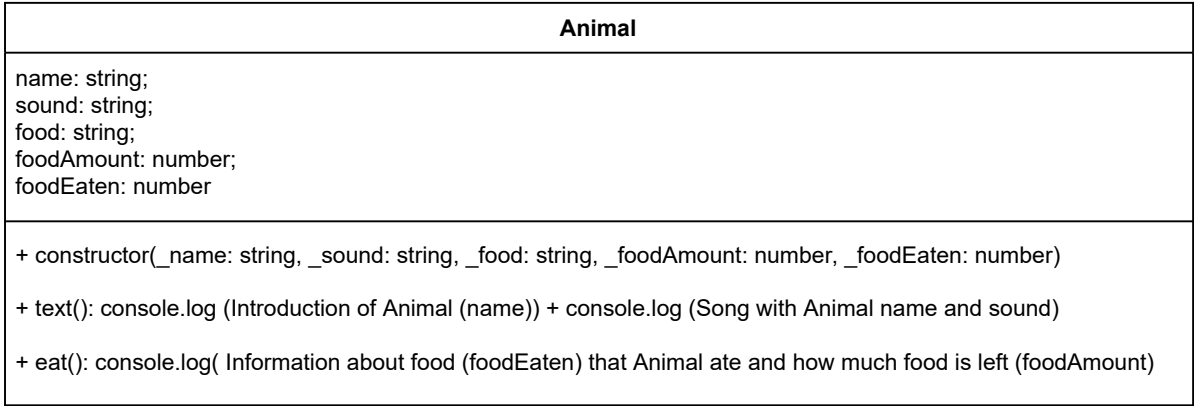 Animal
name: string;
sound: string;
food: string;
foodAmount: number;
foodEaten: number
+ constructor(_name: string, _sound: string, _food: string, _foodAmount: number, _foodEaten: number)
+ text(): console.log (Introduction of Animal (name)) + console.log (Song with Animal name and sound)
+ eat(): console.log( Information about food (foodEaten) that Animal ate and how much food is left (foodAmount)